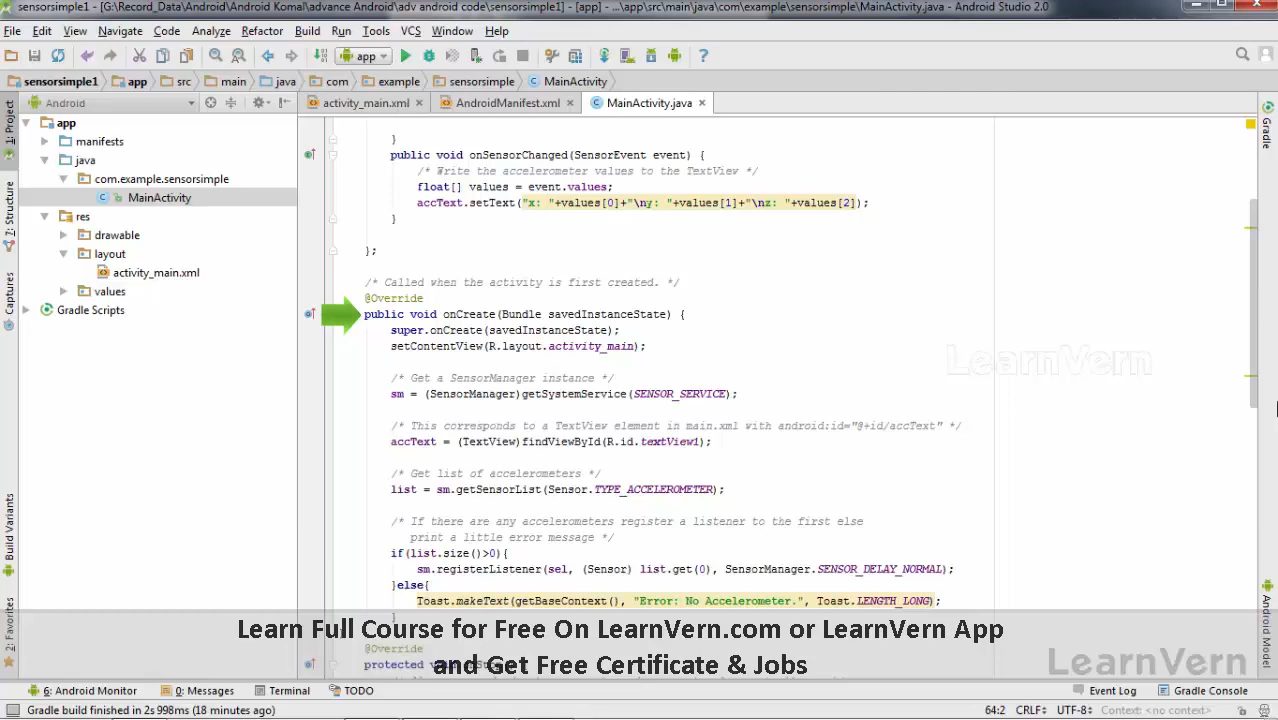 sensorsimple1 - [G:\Record_Data\Android\Android Komal\advance Android\adv android code\sensorsimple1] - [app] - ...\app\src\main\java\com\example\sensorsimple\MainActivity.java - Android Studio 2.0
File Edit View Navigate Code Analyze Refactor Build Run Tools VCS Window Help
app
sensorsimple1 app src main java com example sensorsimple MainActivity
Android
activity_main.xml AndroidManifest.xml MainActivity.java
1: Project
7: Structure
Captures
Build Variants
2: Favorites
app
manifests
java
com.example.sensorsimple
MainActivity
res
drawable
layout
activity_main.xml
values
Gradle Scripts
}
public void onSensorChanged(SensorEvent event) {
/* Write the accelerometer values to the TextView */
float[] values = event.values;
accText.setText("x: "+values[0]+"\ny: "+values[1]+"\nz: "+values[2]);
}
};
/* Called when the activity is first created. */
@Override
public void onCreate(Bundle savedInstanceState) {
super.onCreate(savedInstanceState);
setContentView(R.layout.activity_main);
/* Get a SensorManager instance */
sm = (SensorManager)getSystemService(SENSOR_SERVICE);
/* This corresponds to a TextView element in main.xml with android:id="@+id/accText" */
accText = (TextView)findViewById(R.id.textView1);
/* Get list of accelerometers */
list = sm.getSensorList(Sensor.TYPE_ACCELEROMETER);
/* If there are any accelerometers register a listener to the first else
print a little error message */
if(list.size()>0){
sm.registerListener(sel, (Sensor) list.get(0), SensorManager.SENSOR_DELAY_NORMAL);
}else{
Toast.makeText(getBaseContext(), "Error: No Accelerometer.", Toast.LENGTH_LONG);
}
@Override
protected
LearnVern
Gradle
Android Model
Learn Full Course for Free On LearnVern.com or LearnVern App
and Get Free Certificate & Jobs
LearnVern
6: Android Monitor 0: Messages Terminal TODO Event Log Gradle Console
Gradle build finished in 2s 998ms (18 minutes ago) 64:2 CRLF UTF-8 Context: <no context>